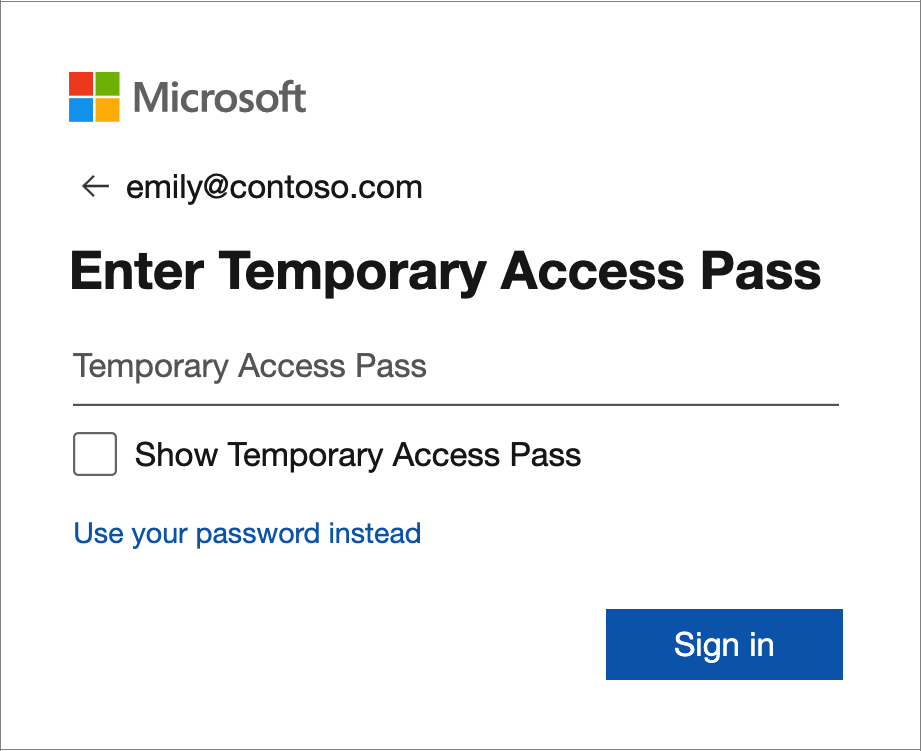 Microsoft
emily@contoso.com
Enter Temporary Access Pass
Temporary Access Pass
Show Temporary Access Pass
Use your password instead
Sign in